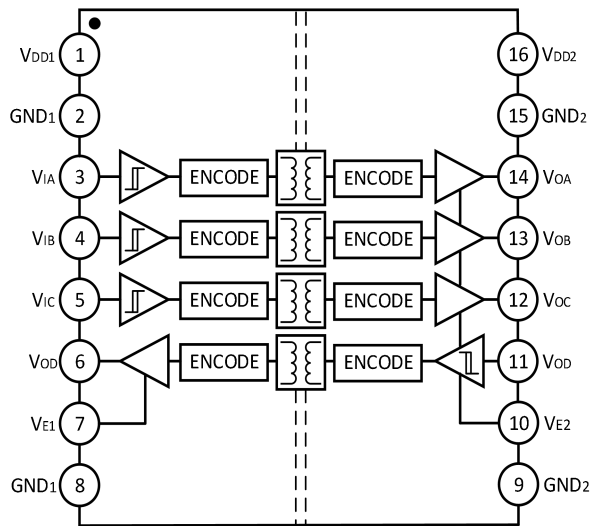 VDD1 1 16 VDD2
GND1 2 15 GND2
VIA 3 ENCODE ENCODE 14 VOA
VIB 4 ENCODE ENCODE 13 VOB
VIC 5 ENCODE ENCODE 12 VOC
VOD 6 ENCODE ENCODE 11 VOD
VE1 7 10 VE2
GND1 8 9 GND2